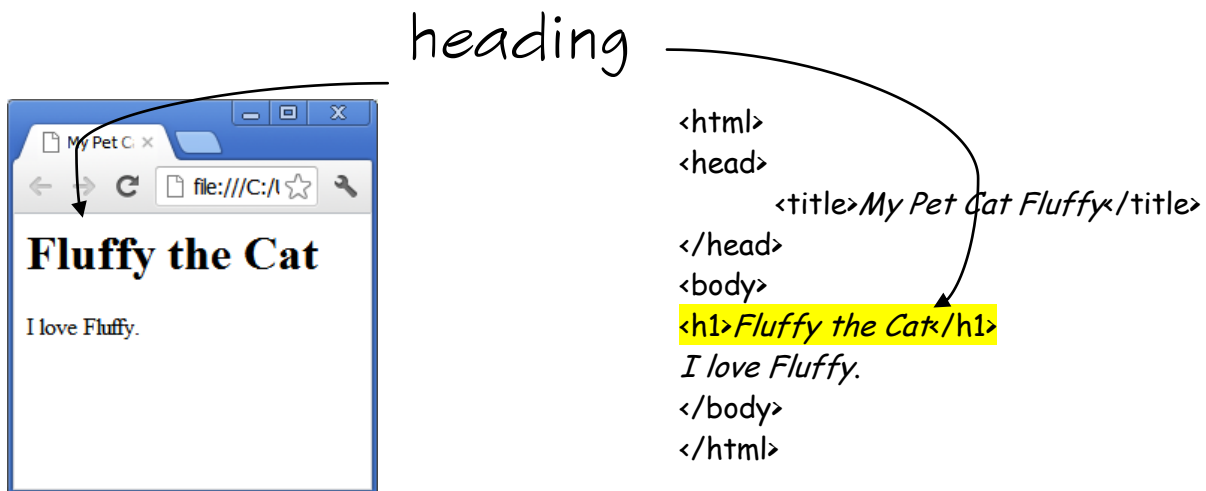 heading
My Pet C
file:///C:/
Fluffy the Cat
I love Fluffy.
<html>
<head>
<title>My Pet Cat Fluffy</title>
</head>
<body>
<h1>Fluffy the Cat</h1>
I love Fluffy.
</body>
</html>